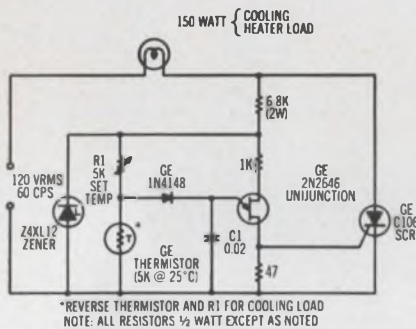 150 WATT { COOLING
HEATER LOAD
6.8K
(2W)
R1
5K
SET
TEMP
GE
1N4148
1K
GE
2N2646
UNIJUNCTION
120 VRMS
60 CPS
Z4XL12
ZENER
T
*
GE
THERMISTOR
(5K @ 25°C)
C1
0.02
47
GE
C106
SCR
*REVERSE THERMISTOR AND R1 FOR COOLING LOAD
NOTE: ALL RESISTORS ½ WATT EXCEPT AS NOTED